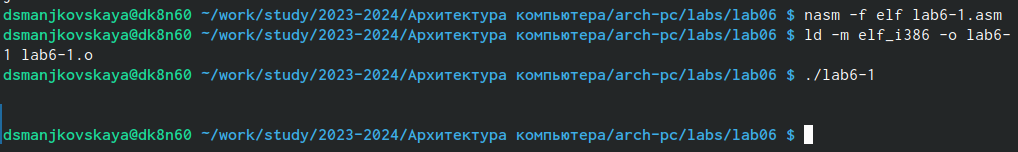 dsmanjkovskaya@dk8n60 ~/work/study/2023-2024/Архитектура компьютера/arch-pc/labs/lab06 $ nasm -f elf lab6-1.asm
dsmanjkovskaya@dk8n60 ~/work/study/2023-2024/Архитектура компьютера/arch-pc/labs/lab06 $ ld -m elf_i386 -o lab6-
1 lab6-1.o
dsmanjkovskaya@dk8n60 ~/work/study/2023-2024/Архитектура компьютера/arch-pc/labs/lab06 $ ./lab6-1
dsmanjkovskaya@dk8n60 ~/work/study/2023-2024/Архитектура компьютера/arch-pc/labs/lab06 $